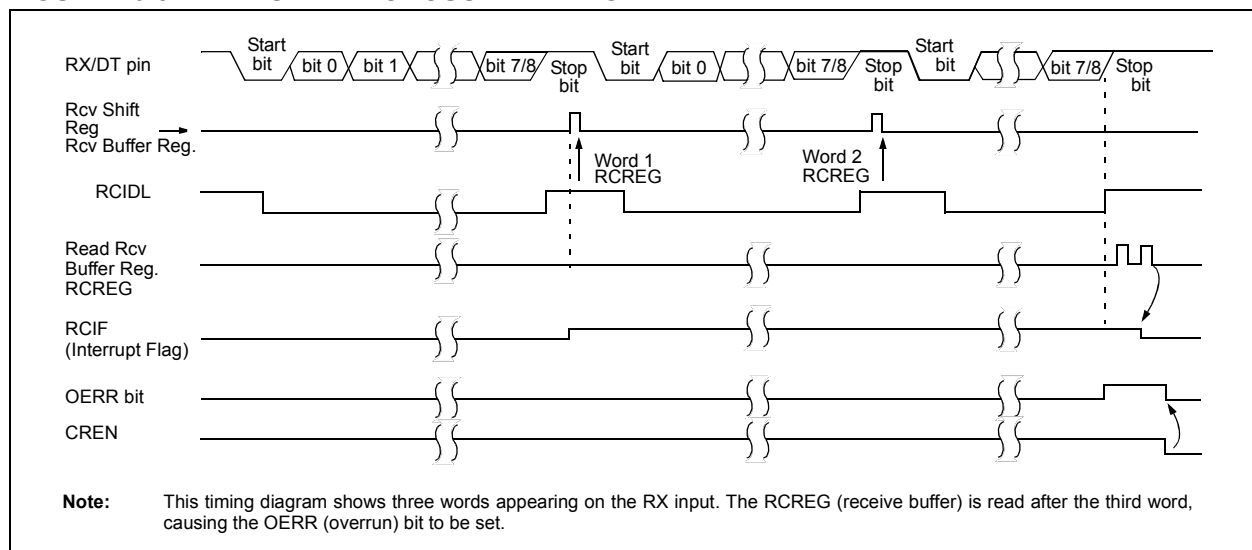 RX/DT pin
Start
bit
bit 0
bit 1
bit 7/8
Stop
bit
Start
bit
bit 0
bit 7/8
Stop
bit
Start
bit
bit 7/8
Stop
bit
Rcv Shift
Reg
Rcv Buffer Reg.
Word 1
RCREG
Word 2
RCREG
RCIDL
Read Rcv
Buffer Reg.
RCREG
RCIF
(Interrupt Flag)
OERR bit
CREN
Note: This timing diagram shows three words appearing on the RX input. The RCREG (receive buffer) is read after the third word,
causing the OERR (overrun) bit to be set.